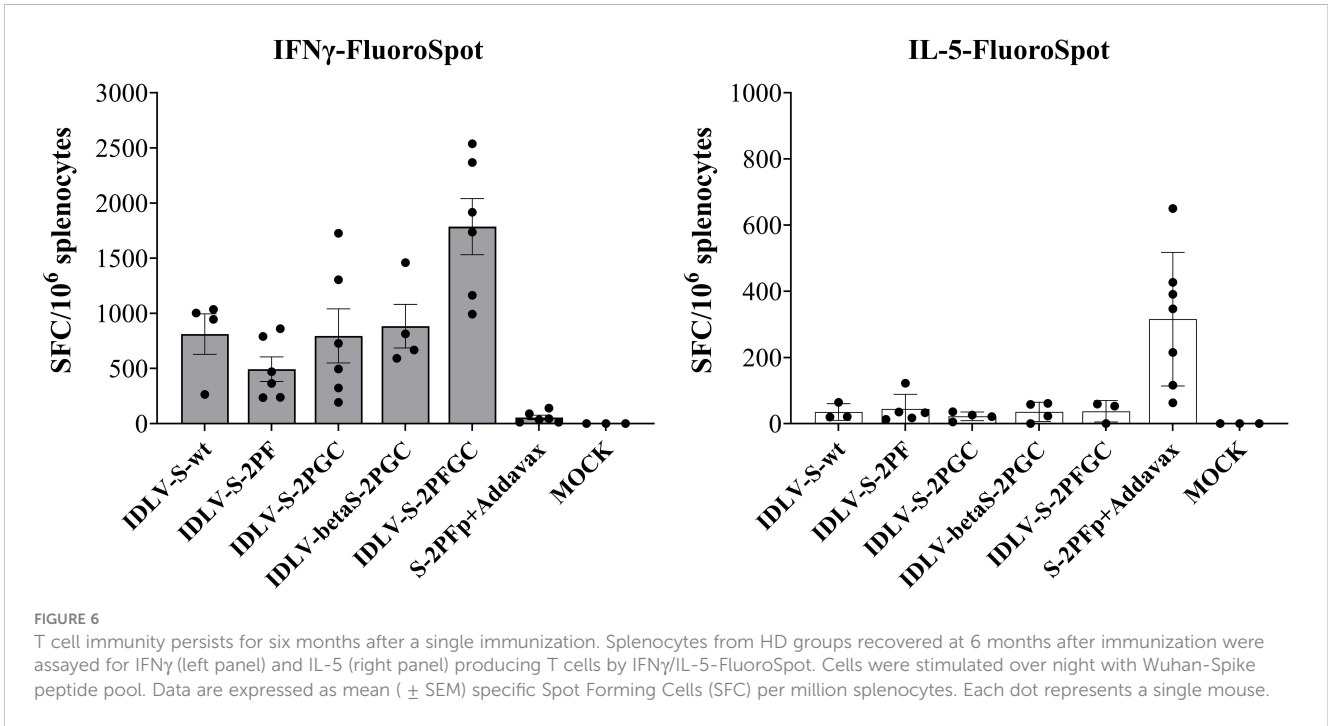 IFNγ-FluoroSpot
SFC/10⁶ splenocytes
3000
2500
2000
1500
1000
500
0
IDLV-S-wt
IDLV-S-2PF
IDLV-S-2PGC
IDLV-betaS-2PGC
IDLV-S-2PFGC
S-2PFp+Addavax
MOCK
IL-5-FluoroSpot
SFC/10⁶ splenocytes
1000
800
600
400
200
0
IDLV-S-wt
IDLV-S-2PF
IDLV-S-2PGC
IDLV-betaS-2PGC
IDLV-S-2PFGC
S-2PFp+Addavax
MOCK
FIGURE 6
T cell immunity persists for six months after a single immunization. Splenocytes from HD groups recovered at 6 months after immunization were
assayed for IFNγ (left panel) and IL-5 (right panel) producing T cells by IFNγ/IL-5-FluoroSpot. Cells were stimulated over night with Wuhan-Spike
peptide pool. Data are expressed as mean ( ± SEM) specific Spot Forming Cells (SFC) per million splenocytes. Each dot represents a single mouse.